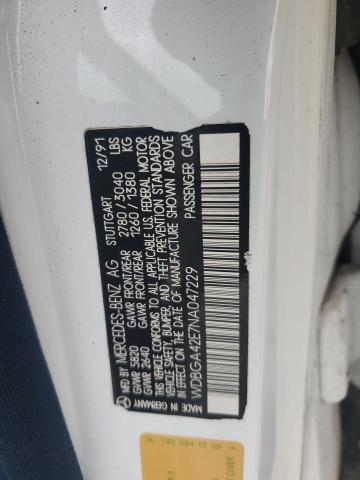 MFD. BY MERCEDES-BENZ AG STUTTGART 12/91
GVWR 5820 GAWR FRONT/REAR 2780 / 3040 LBS
GVWR 2640 GAWR FRONT/REAR 1260 / 1380 KG
THIS VEHICLE CONFORMS TO ALL APPLICABLE U.S. FEDERAL MOTOR
VEHICLE SAFETY, BUMPER, AND THEFT PREVENTION STANDARDS
IN EFFECT ON THE DATE OF MANUFACTURE SHOWN ABOVE
WDBGA42E7NA047229 PASSENGER CAR
MADE IN GERMANY
140 584 12 39
COVER